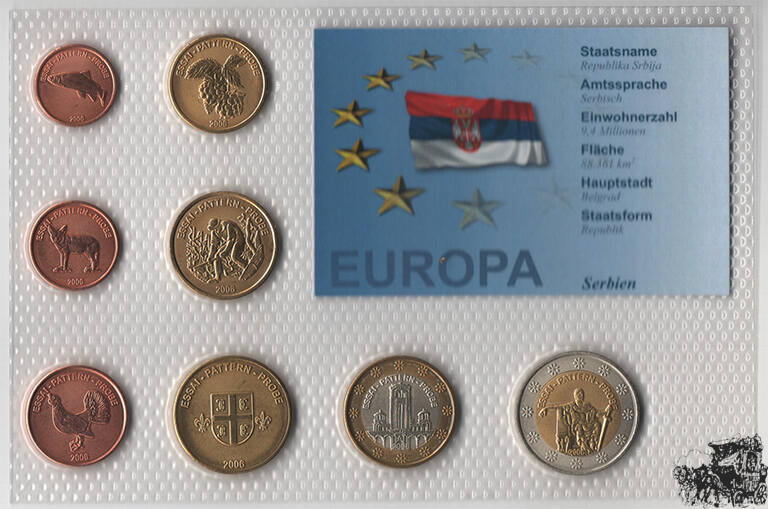 ESSAI - PATTERN - PROBE
2006
ESSAI - PATTERN - PROBE
2006
Staatsname
Republika Srbija
Amtssprache
Serbisch
Einwohnerzahl
9,4 Millionen
Fläche
88.361 km²
Hauptstadt
Belgrad
Staatsform
Republik
EUROPA
Serbien
ESSAI - PATTERN - PROBE
2006
ESSAI - PATTERN - PROBE
2006
ESSAI - PATTERN - PROBE
2006
ESSAI - PATTERN - PROBE
2006
ESSAI - PATTERN - PROBE
2006
ESSAI - PATTERN - PROBE
2006